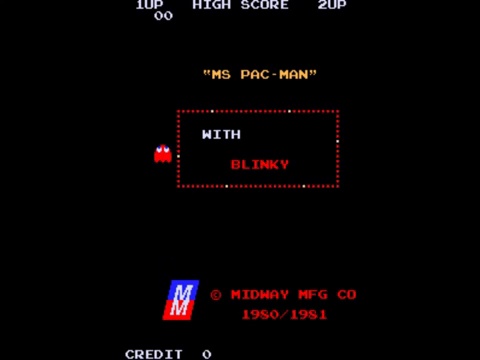 1UP HIGH SCORE 2UP
00
"MS PAC-MAN"
WITH
BLINKY
MM
© MIDWAY MFG CO
1980/1981
CREDIT 0